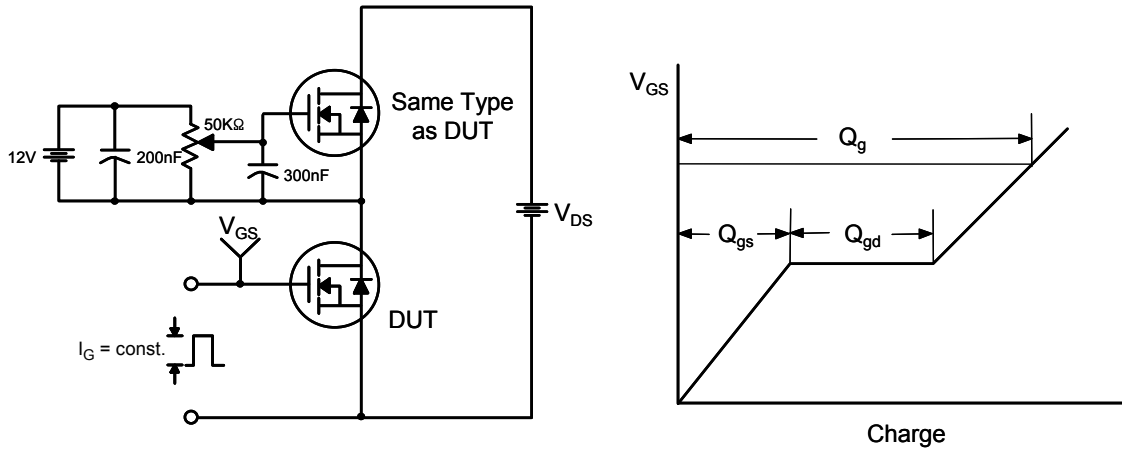 Same Type
as DUT
50KΩ
12V
200nF
300nF
V_DS
V_GS
DUT
I_G = const.
V_GS
Q_g
Q_gs
Q_gd
Charge